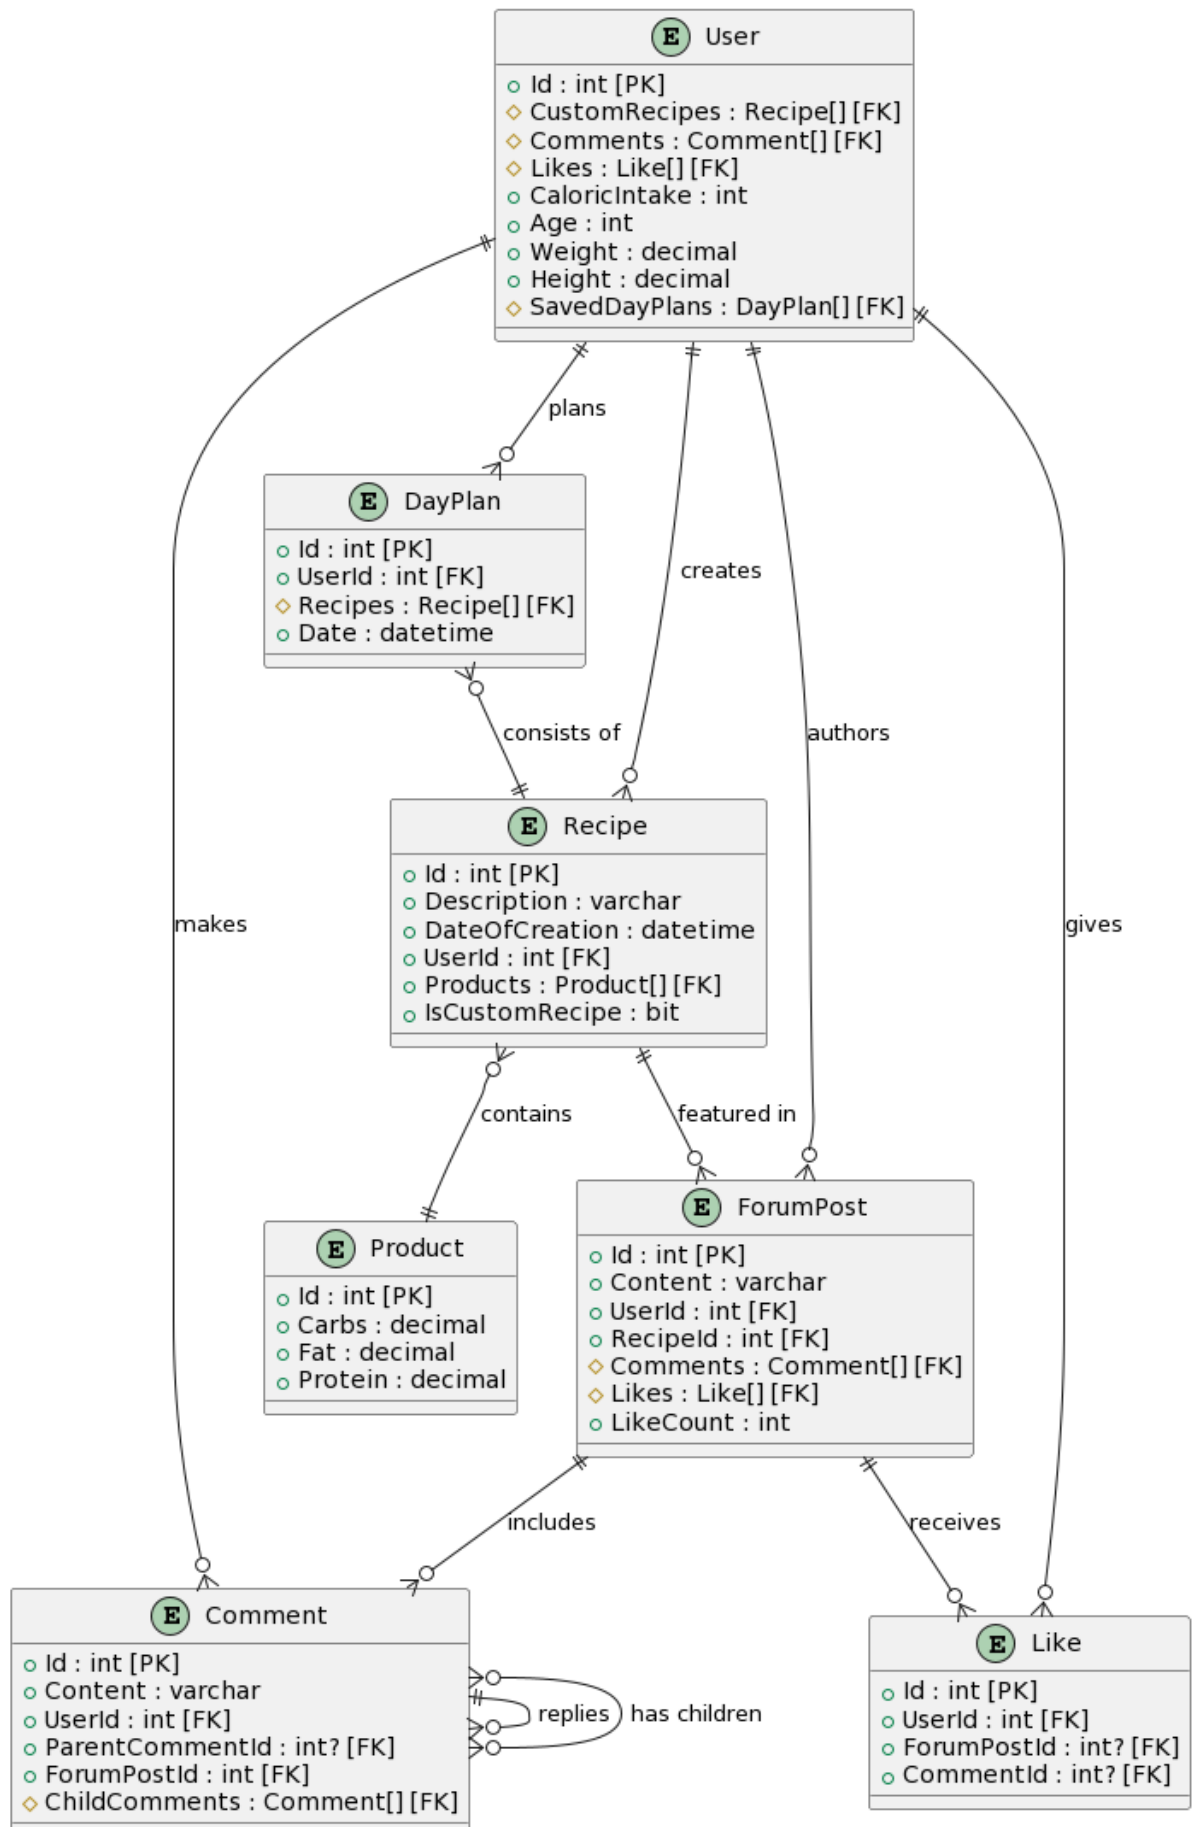 E User
Id : int [PK]
CustomRecipes : Recipe[] [FK]
Comments : Comment[] [FK]
Likes : Like[] [FK]
CaloricIntake : int
Age : int
Weight : decimal
Height : decimal
SavedDayPlans : DayPlan[] [FK]
plans
E DayPlan
Id : int [PK]
UserId : int [FK]
Recipes : Recipe[] [FK]
Date : datetime
creates
consists of
authors
E Recipe
Id : int [PK]
Description : varchar
DateOfCreation : datetime
UserId : int [FK]
Products : Product[] [FK]
IsCustomRecipe : bit
makes
gives
contains
featured in
E Product
Id : int [PK]
Carbs : decimal
Fat : decimal
Protein : decimal
E ForumPost
Id : int [PK]
Content : varchar
UserId : int [FK]
RecipeId : int [FK]
Comments : Comment[] [FK]
Likes : Like[] [FK]
LikeCount : int
includes
receives
E Comment
Id : int [PK]
Content : varchar
UserId : int [FK]
ParentCommentId : int? [FK]
ForumPostId : int [FK]
ChildComments : Comment[] [FK]
replies
has children
E Like
Id : int [PK]
UserId : int [FK]
ForumPostId : int? [FK]
CommentId : int? [FK]